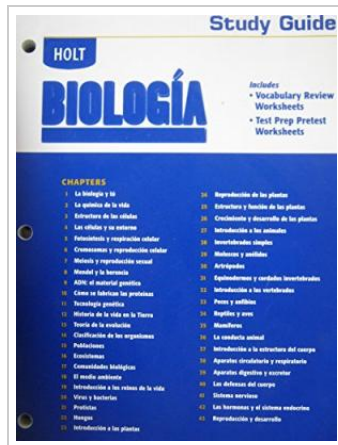 Study Guide
HOLT
BIOLOGÍA
Includes
• Vocabulary Review
Worksheets
• Test Prep Pretest
Worksheets
CHAPTERS
1 La biología y tú
2 La química de la vida
3 Estructura de las células
4 Las células y su entorno
5 Fotosíntesis y respiración celular
6 Cromosomas y reproducción celular
7 Meiosis y reproducción sexual
8 Mendel y la herencia
9 ADN: el material genético
10 Cómo se fabrican las proteínas
11 Tecnología genética
12 Historia de la vida en la Tierra
13 Teoría de la evolución
14 Clasificación de los organismos
15 Poblaciones
16 Ecosistemas
17 Comunidades biológicas
18 El medio ambiente
19 Introducción a los reinos de la vida
20 Virus y bacterias
21 Protistas
22 Hongos
23 Introducción a las plantas
24 Reproducción de las plantas
25 Estructura y función de las plantas
26 Crecimiento y desarrollo de las plantas
27 Introducción a los animales
28 Invertebrados simples
29 Moluscos y anélidos
30 Artrópodos
31 Equinodermos y cordados invertebrados
32 Introducción a los vertebrados
33 Peces y anfibios
34 Reptiles y aves
35 Mamíferos
36 La conducta animal
37 Introducción a la estructura del cuerpo
38 Aparatos circulatorio y respiratorio
39 Aparatos digestivo y excretor
40 Las defensas del cuerpo
41 Sistema nervioso
42 Las hormonas y el sistema endocrino
43 Reproducción y desarrollo